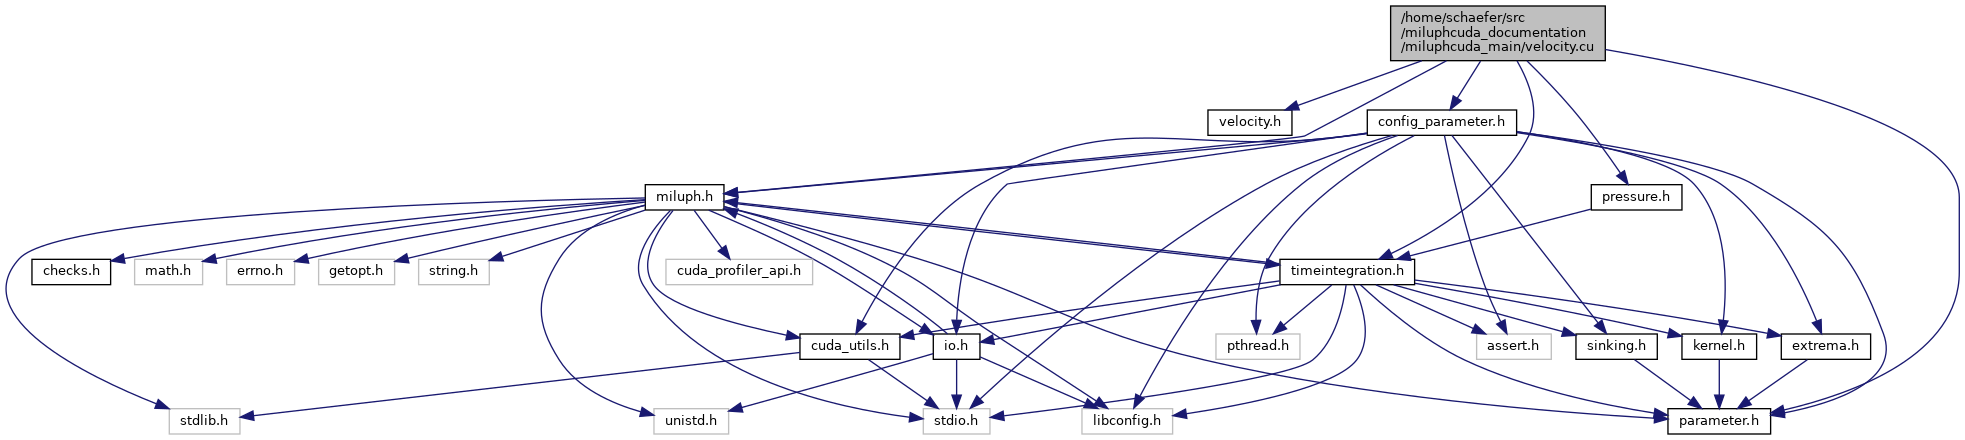 /home/schaefer/src
/miluphcuda_documentation
/miluphcuda_main/velocity.cu
velocity.h
config_parameter.h
miluph.h
pressure.h
checks.h
math.h
errno.h
getopt.h
string.h
cuda_profiler_api.h
timeintegration.h
cuda_utils.h
io.h
pthread.h
assert.h
sinking.h
kernel.h
extrema.h
stdlib.h
unistd.h
stdio.h
libconfig.h
parameter.h